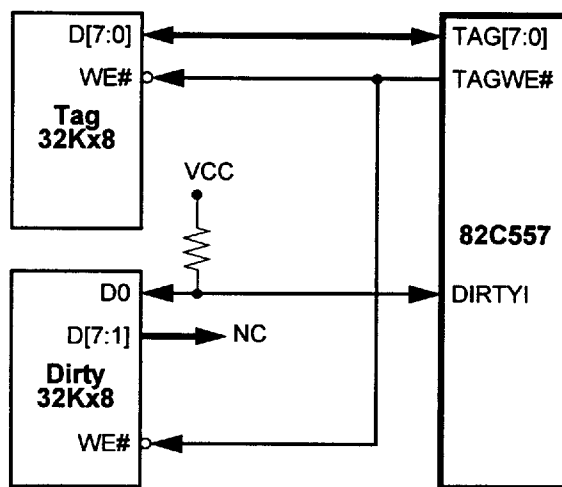 D[7:0]
WE#
Tag
32Kx8
TAG[7:0]
TAGWE#
VCC
82C557
D0
DIRTYI
D[7:1]
NC
Dirty
32Kx8
WE#